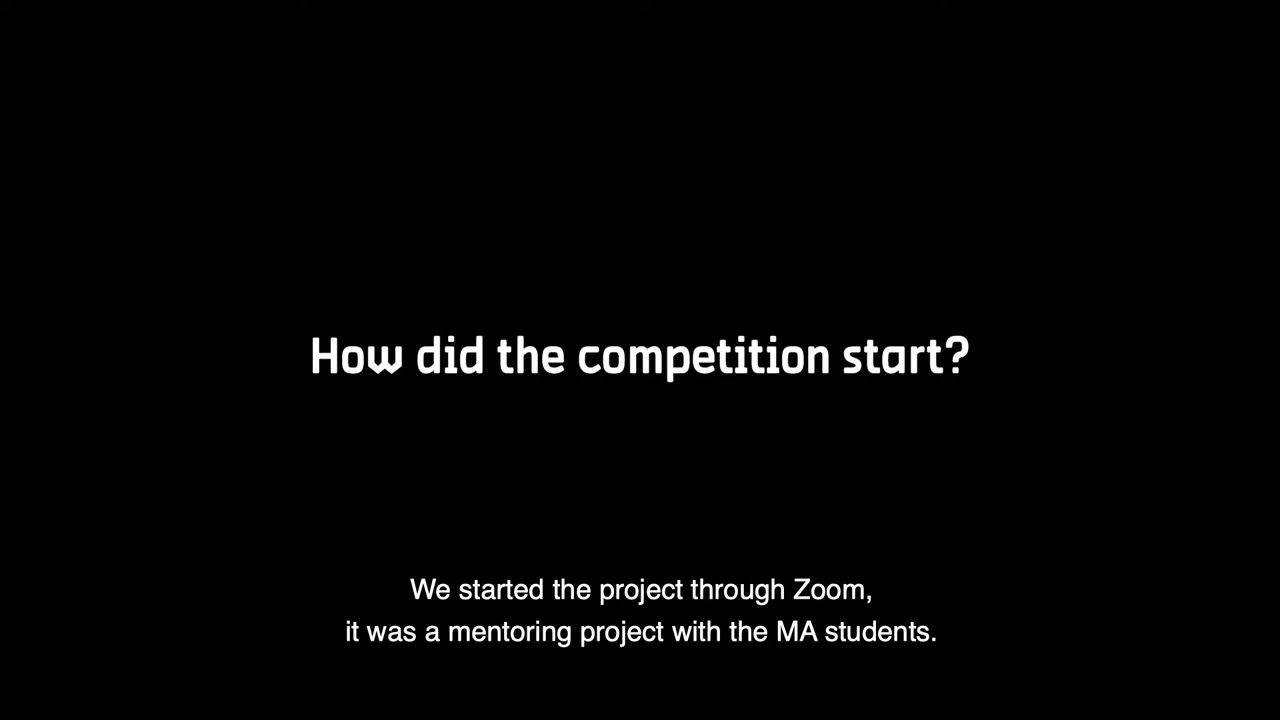 How did the competition start?
We started the project through Zoom,
it was a mentoring project with the MA students.